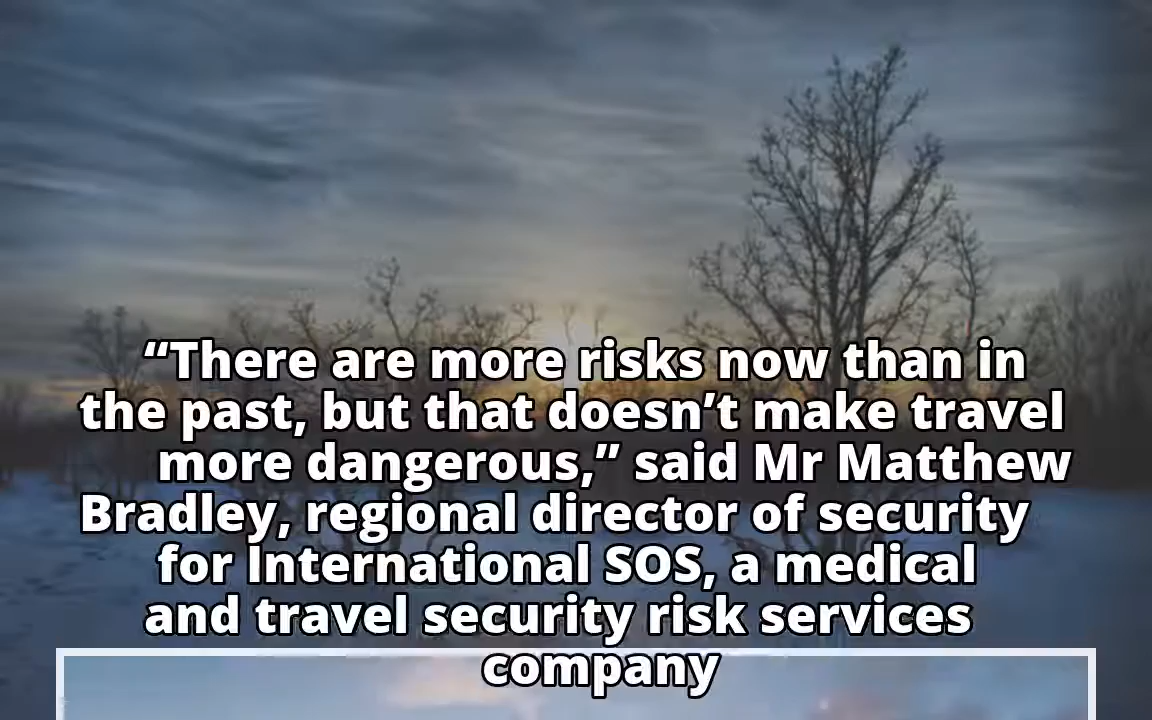 “There are more risks now than in
the past, but that doesn’t make travel
more dangerous,” said Mr Matthew
Bradley, regional director of security
for International SOS, a medical
and travel security risk services
company